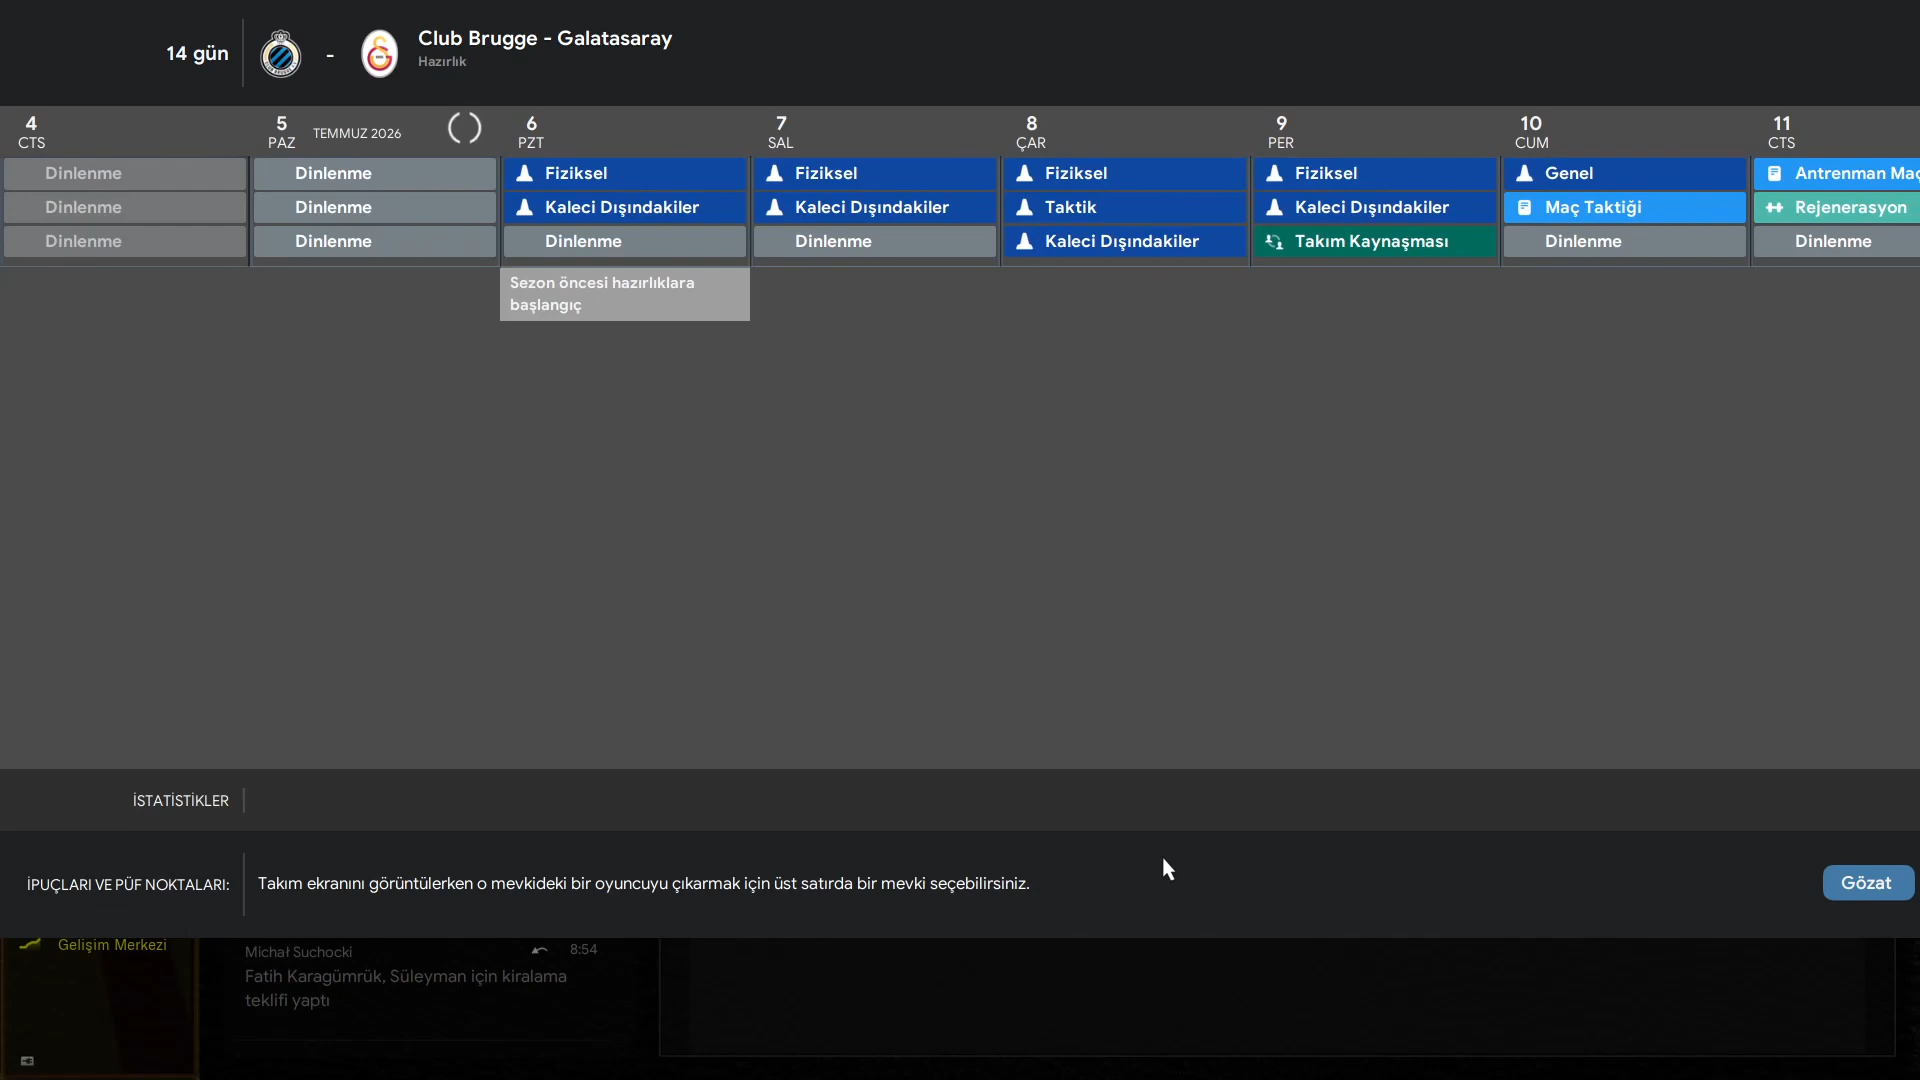 14 gün
-
Club Brugge - Galatasaray
Hazırlık
4
CTS
5
PAZ
TEMMUZ 2026
6
PZT
7
SAL
8
ÇAR
9
PER
10
CUM
11
CTS
Dinlenme
Dinlenme
Fiziksel
Fiziksel
Fiziksel
Fiziksel
Genel
Antrenman Maç
Dinlenme
Dinlenme
Kaleci Dışındakiler
Kaleci Dışındakiler
Taktik
Kaleci Dışındakiler
Maç Taktiği
Rejenerasyon
Dinlenme
Dinlenme
Dinlenme
Dinlenme
Kaleci Dışındakiler
Takım Kaynaşması
Dinlenme
Dinlenme
Sezon öncesi hazırlıklara
başlangıç
İSTATİSTİKLER
İPUÇLARI VE PÜF NOKTALARI:
Takım ekranını görüntülerken o mevkideki bir oyuncuyu çıkarmak için üst satırda bir mevki seçebilirsiniz.
Gözat
Gelişim Merkezi
Michał Suchocki
8:54
Fatih Karagümrük, Süleyman için kiralama
teklifi yaptı